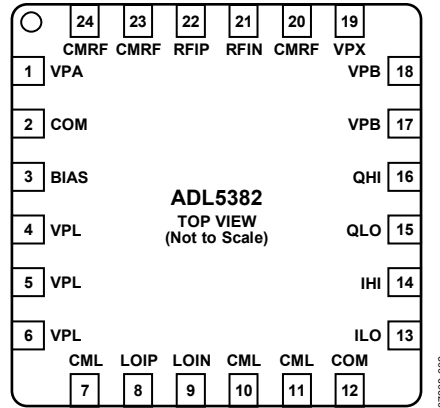 24 23 22 21 20 19
CMRF CMRF RFIP RFIN CMRF VPX
1 VPA VPB 18
2 COM VPB 17
3 BIAS QHI 16
ADL5382
TOP VIEW
(Not to Scale)
4 VPL QLO 15
5 VPL IHI 14
6 VPL ILO 13
CML LOIP LOIN CML CML COM
7 8 9 10 11 12